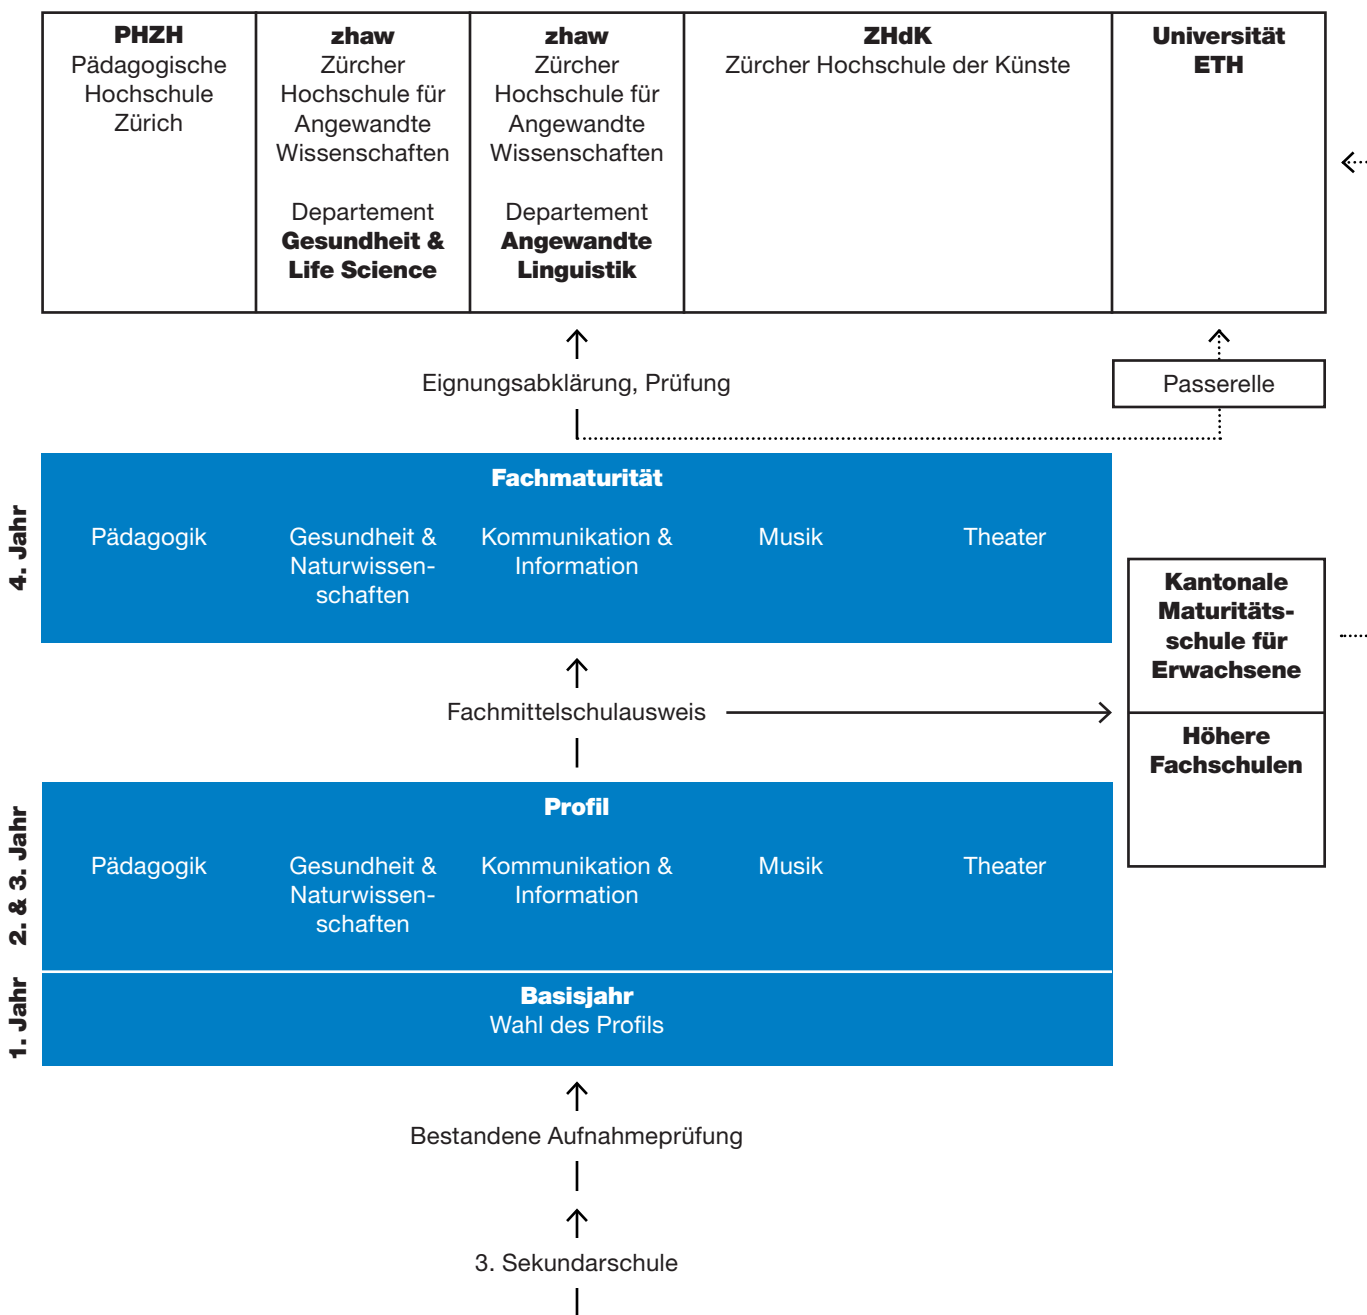 PHZH
Pädagogische
Hochschule
Zürich
zhaw
Zürcher
Hochschule für
Angewandte
Wissenschaften
Departement
Gesundheit &
Life Science
zhaw
Zürcher
Hochschule für
Angewandte
Wissenschaften
Departement
Angewandte
Linguistik
ZHdK
Zürcher Hochschule der Künste
Universität
ETH
Eignungsabklärung, Prüfung
Passerelle
4. Jahr
Fachmaturität
Pädagogik
Gesundheit &
Naturwissen-
schaften
Kommunikation &
Information
Musik
Theater
Kantonale
Maturitäts-
schule für
Erwachsene
Fachmittelschulausweis
Höhere
Fachschulen
2. & 3. Jahr
Profil
Pädagogik
Gesundheit &
Naturwissen-
schaften
Kommunikation &
Information
Musik
Theater
1. Jahr
Basisjahr
Wahl des Profils
Bestandene Aufnahmeprüfung
3. Sekundarschule